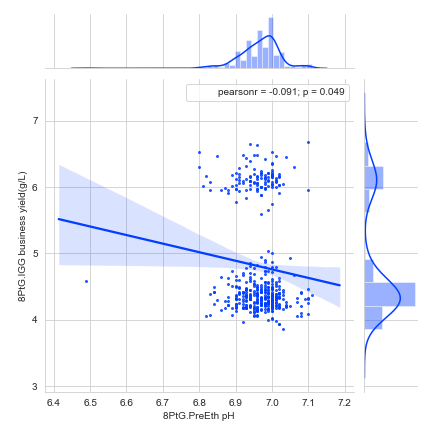 pearsonr = -0.091; p = 0.049
7
6
5
4
3
8PtG.IGG business yield(g/L)
6.4 6.5 6.6 6.7 6.8 6.9 7.0 7.1 7.2
8PtG.PreEth pH